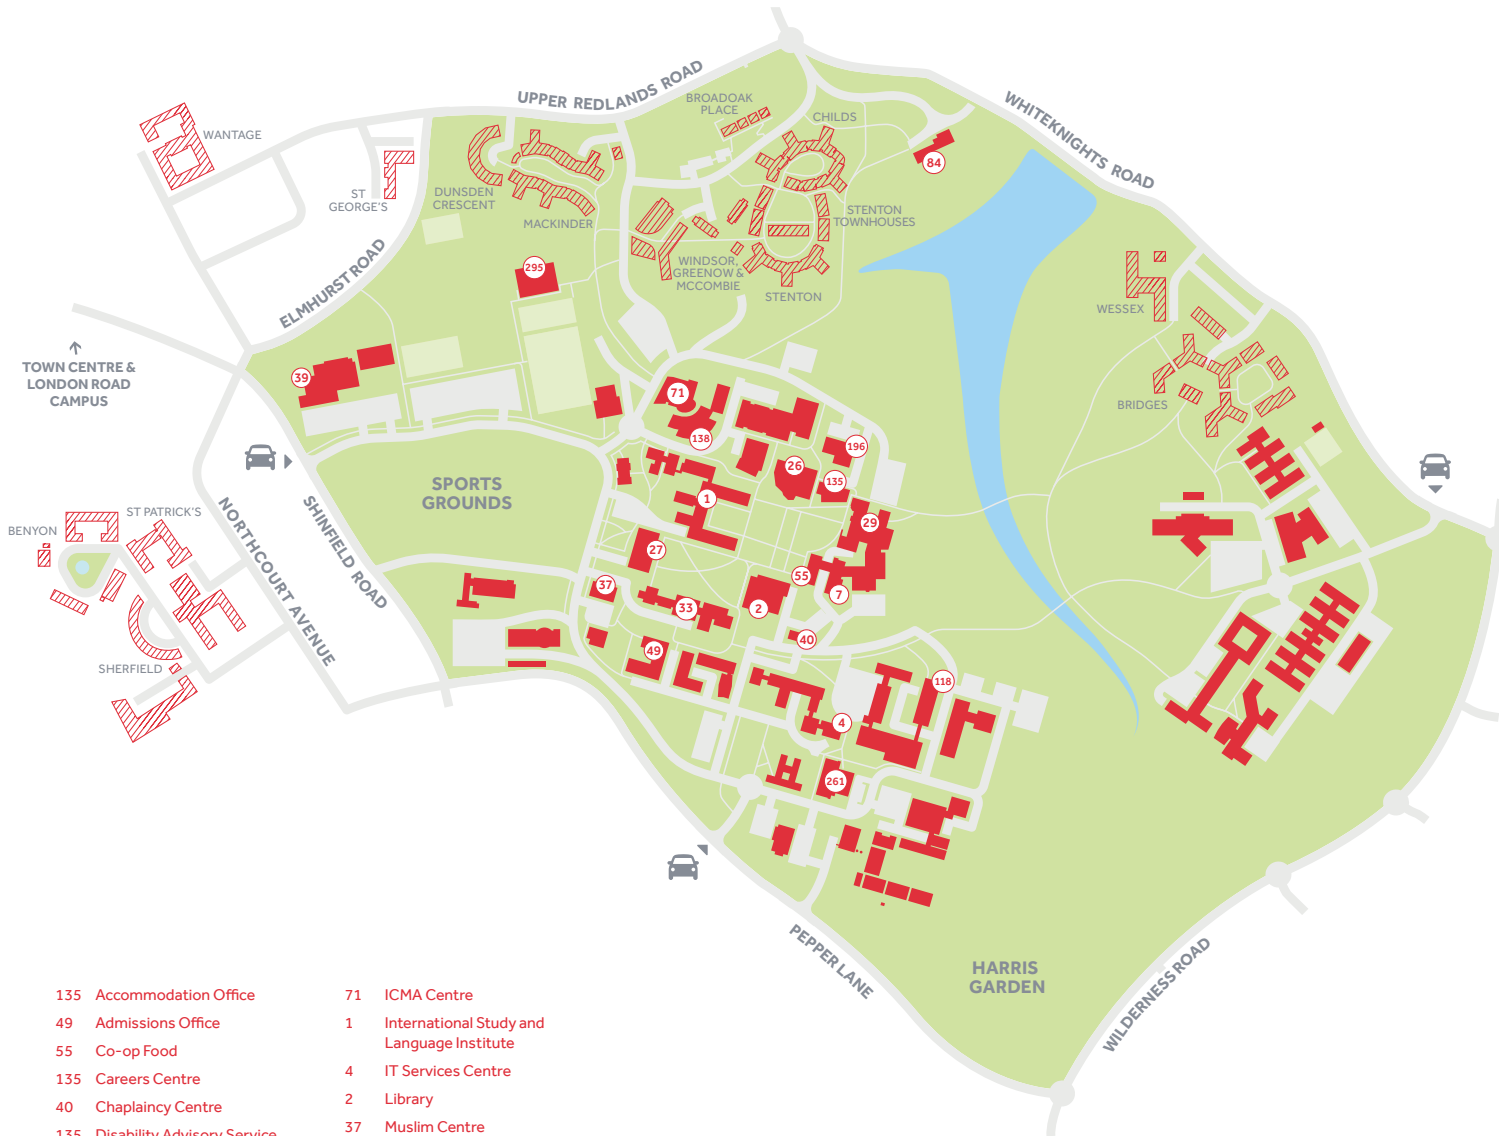 UPPER REDLANDS ROAD
WHITEKNIGHTS ROAD
BROADOAK
PLACE
CHILDS
WANTAGE
84
ST
GEORGE'S
DUNSDEN
CRESCENT
MACKINDER
STENTON
TOWNHOUSES
ELMHURST ROAD
295
WINDSOR,
GREENOW &
MCCOMBIE
STENTON
WESSEX
TOWN CENTRE &
LONDON ROAD
CAMPUS
39
71
BRIDGES
138
196
26
135
SPORTS
GROUNDS
1
29
NORTHCOURT AVENUE
SHINFIELD ROAD
BENYON
ST PATRICK'S
27
55
37
7
33
2
40
49
SHERFIELD
118
4
261
PEPPER LANE
HARRIS
GARDEN
WILDERNESS ROAD
135 Accommodation Office
49 Admissions Office
55 Co-op Food
135 Careers Centre
40 Chaplaincy Centre
135 Disability Advisory Service
71 ICMA Centre
1 International Study and
Language Institute
4 IT Services Centre
2 Library
37 Muslim Centre